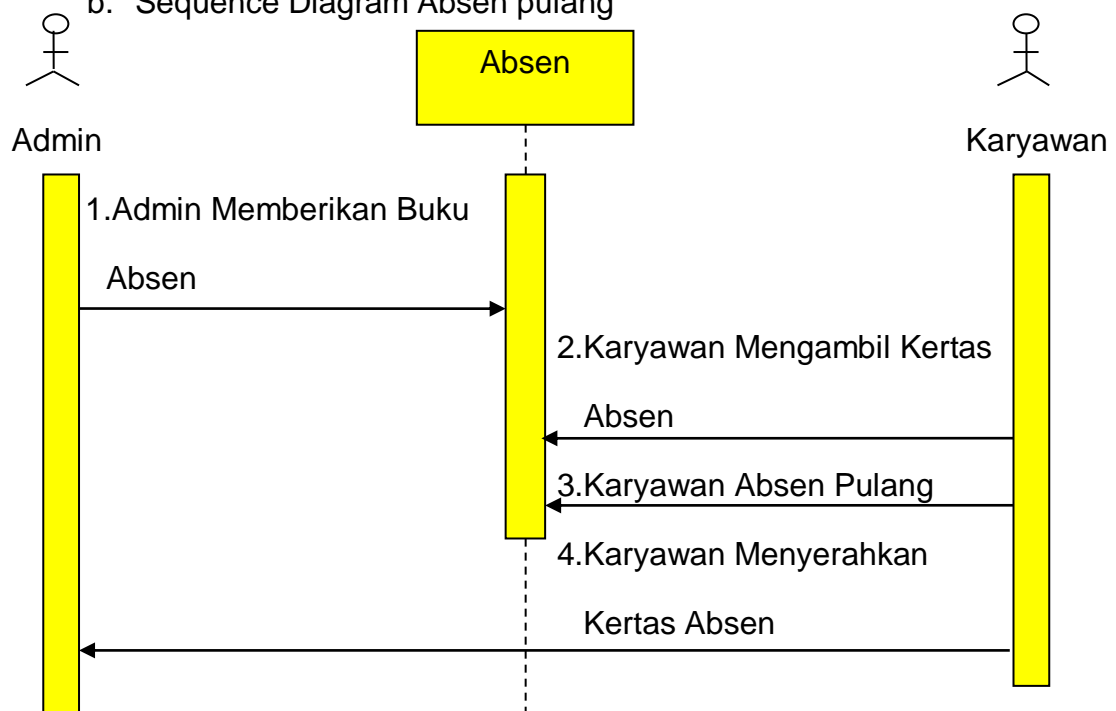 b. Sequence Diagram Absen pulang
Absen
Admin
Karyawan
1.Admin Memberikan Buku
Absen
2.Karyawan Mengambil Kertas
Absen
3.Karyawan Absen Pulang
4.Karyawan Menyerahkan
Kertas Absen